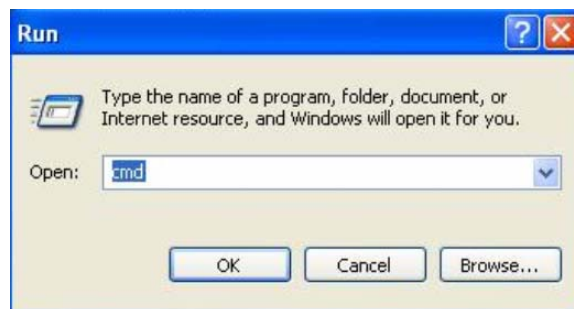 Run
Type the name of a program, folder, document, or
Internet resource, and Windows will open it for you.
Open: cmd
OK Cancel Browse...